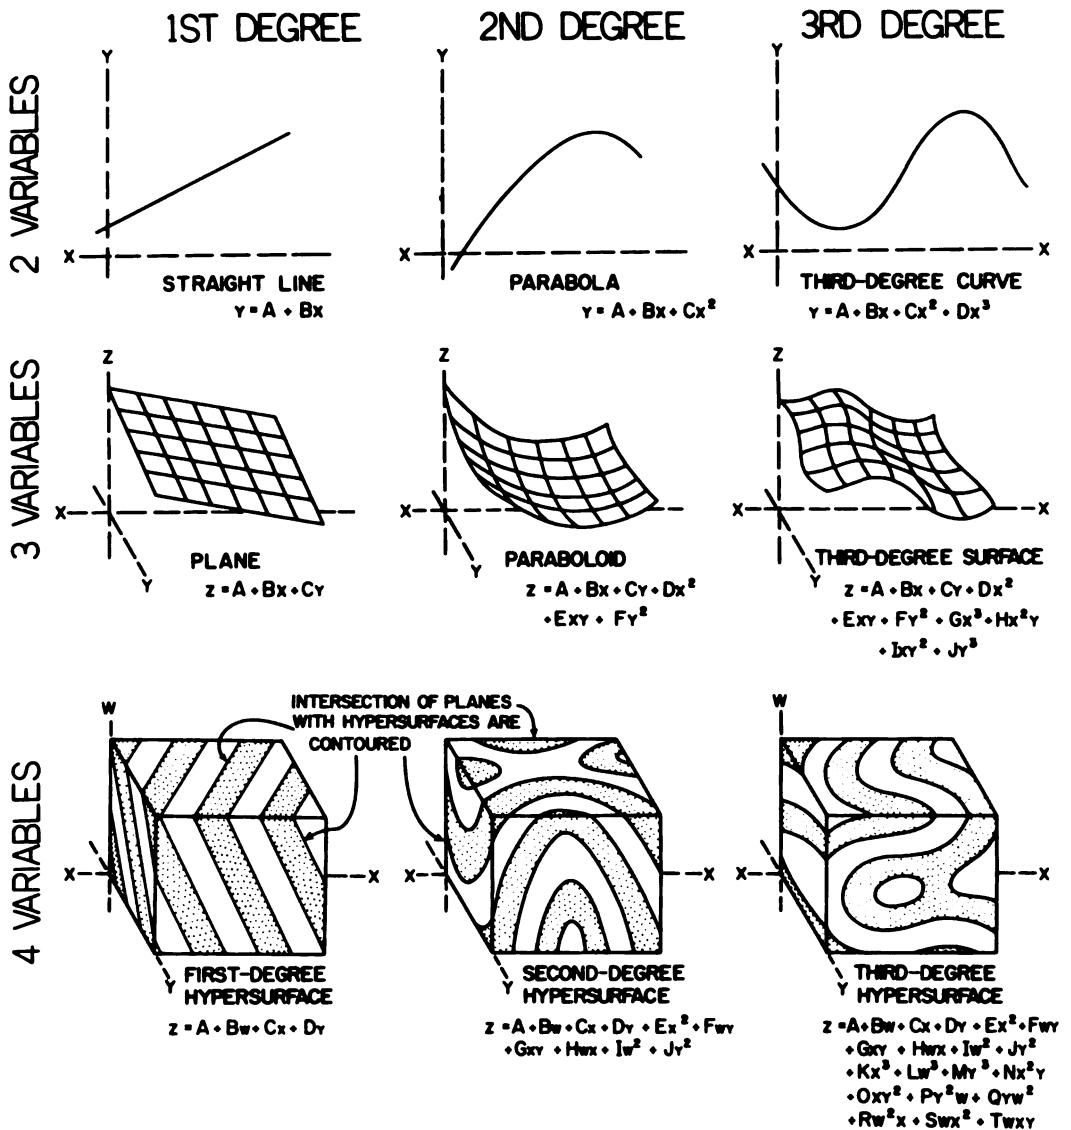 1ST DEGREE
2ND DEGREE
3RD DEGREE
2 VARIABLES
Y
X
STRAIGHT LINE
Y = A + BX
Y
X
PARABOLA
Y = A + BX + CX²
Y
X X
THIRD-DEGREE CURVE
Y = A + BX + CX² + DX³
3 VARIABLES
Z
X
Y
PLANE
Z = A + BX + CY
Z
X
Y
PARABOLOID
Z = A + BX + CY + DX²
+ EXY + FY²
Z
X X
Y
THIRD-DEGREE SURFACE
Z = A + BX + CY + DX²
+ EXY + FY² + GX³ + HX²Y
+ IXY² + JY³
4 VARIABLES
INTERSECTION OF PLANES
WITH HYPERSURFACES ARE
CONTOURED
W
X X
Y
FIRST-DEGREE
HYPERSURFACE
Z = A + BW + CX + DY
X X
Y
SECOND-DEGREE
HYPERSURFACE
Z = A + BW + CX + DY + EX² + FWY
+ GXY + HWX + IW² + JY²
W
X X
Y
THIRD-DEGREE
HYPERSURFACE
Z = A + BW + CX + DY + EX² + FWY
+ GXY + HWX + IW² + JY²
+ KX³ + LW³ + MY³ + NX²Y
+ OXY² + PY²W + QYW²
+ RW²X + SWX² + TWXY